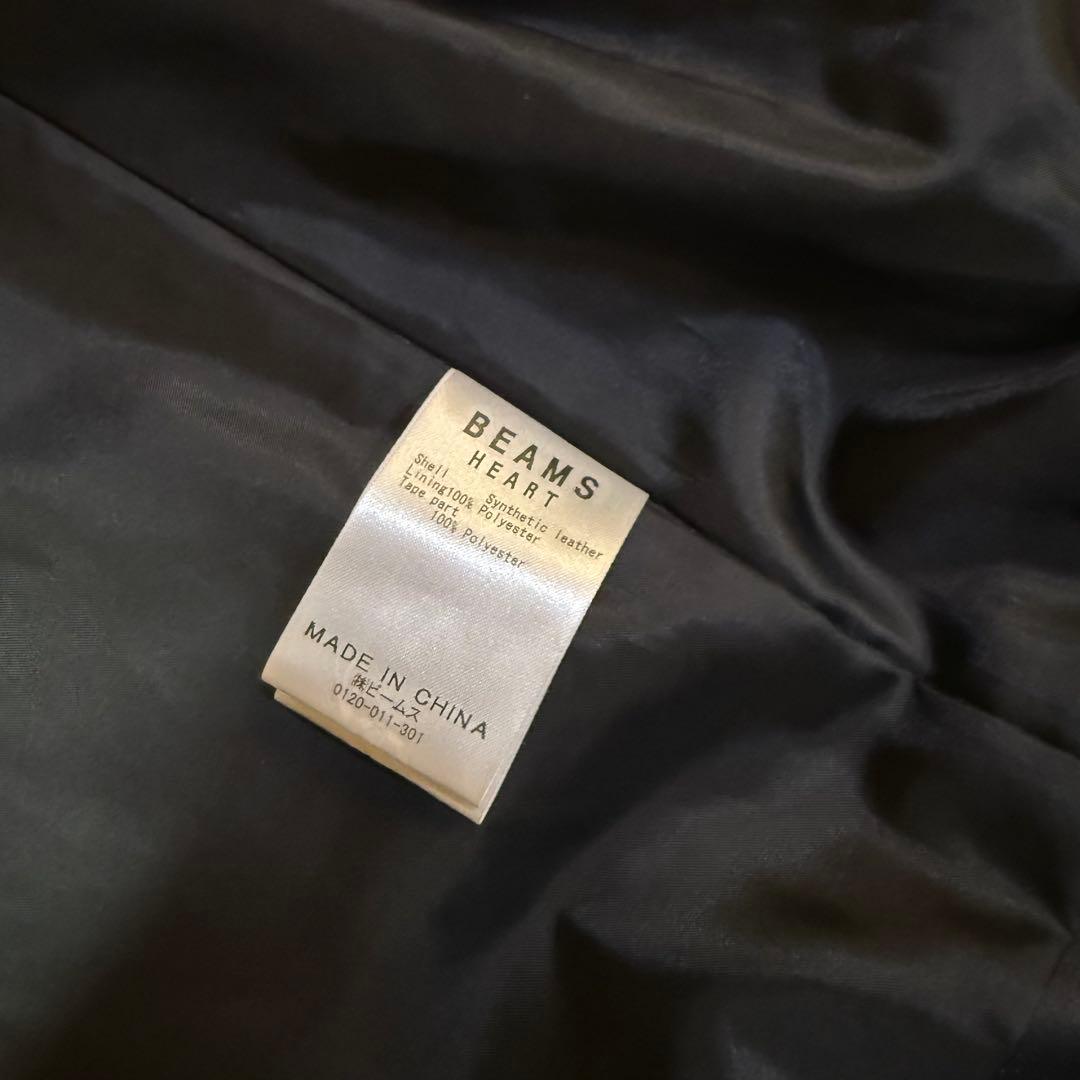 BEAMS
HEART
Shell Synthetic leather
Lining100% Polyester
Tape part
100% Polyester
MADE IN CHINA
㈱ビームス
0120-011-301